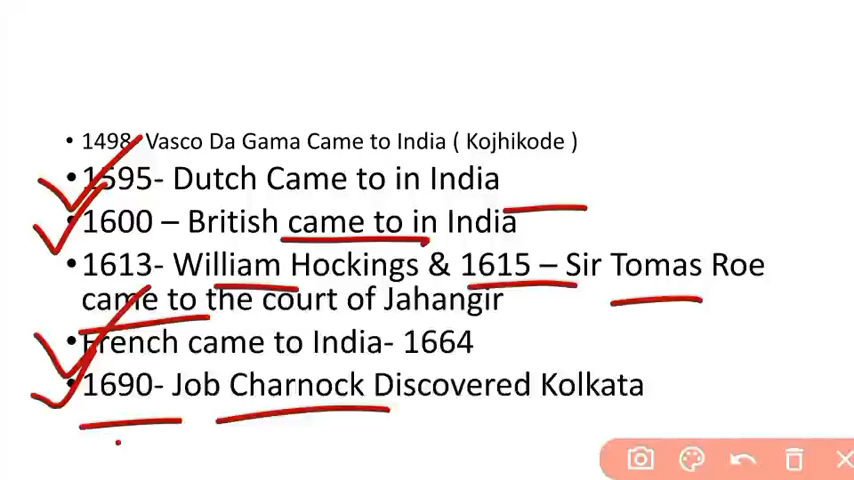 • 1498- Vasco Da Gama Came to India ( Kojhikode )
• 1595- Dutch Came to in India
• 1600 – British came to in India
• 1613- William Hockings & 1615 – Sir Tomas Roe
came to the court of Jahangir
• French came to India- 1664
• 1690- Job Charnock Discovered Kolkata